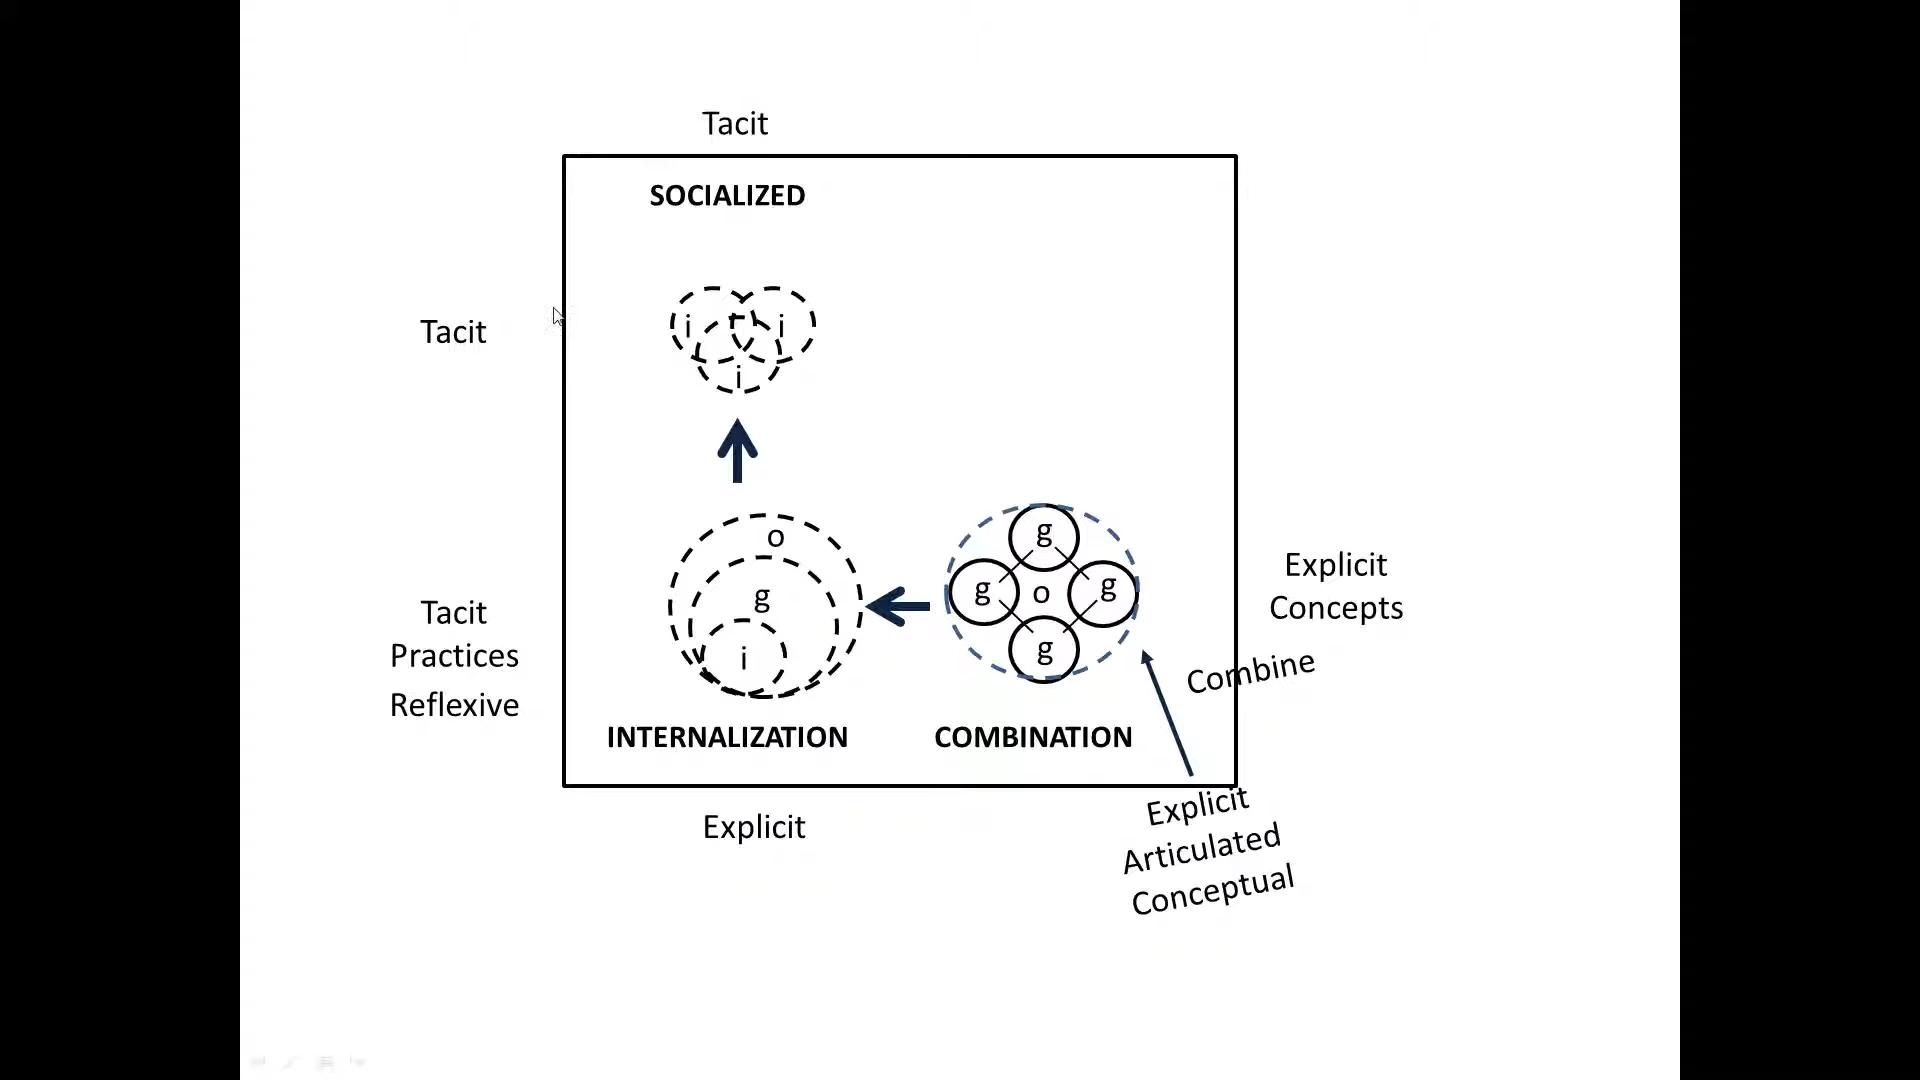 Tacit
SOCIALIZED
Tacit
i
i
i
o
g
i
g
g
o
g
g
Explicit
Concepts
Tacit
Practices
Reflexive
Combine
INTERNALIZATION
COMBINATION
Explicit
Explicit
Articulated
Conceptual